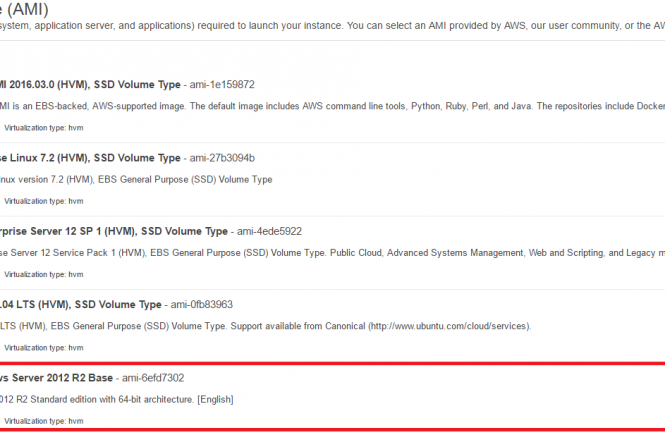 (AMI)
system, application server, and applications) required to launch your instance. You can select an AMI provided by AWS, our user community, or the AW
MI 2016.03.0 (HVM), SSD Volume Type - ami-1e159872
MI is an EBS-backed, AWS-supported image. The default image includes AWS command line tools, Python, Ruby, Perl, and Java. The repositories include Docker
Virtualization type: hvm
se Linux 7.2 (HVM), SSD Volume Type - ami-27b3094b
inux version 7.2 (HVM), EBS General Purpose (SSD) Volume Type
Virtualization type: hvm
rprise Server 12 SP 1 (HVM), SSD Volume Type - ami-4ede5922
se Server 12 Service Pack 1 (HVM), EBS General Purpose (SSD) Volume Type. Public Cloud, Advanced Systems Management, Web and Scripting, and Legacy m
Virtualization type: hvm
.04 LTS (HVM), SSD Volume Type - ami-0fb83963
LTS (HVM), EBS General Purpose (SSD) Volume Type. Support available from Canonical (http://www.ubuntu.com/cloud/services).
Virtualization type: hvm
ws Server 2012 R2 Base - ami-6efd7302
012 R2 Standard edition with 64-bit architecture. [English]
Virtualization type: hvm